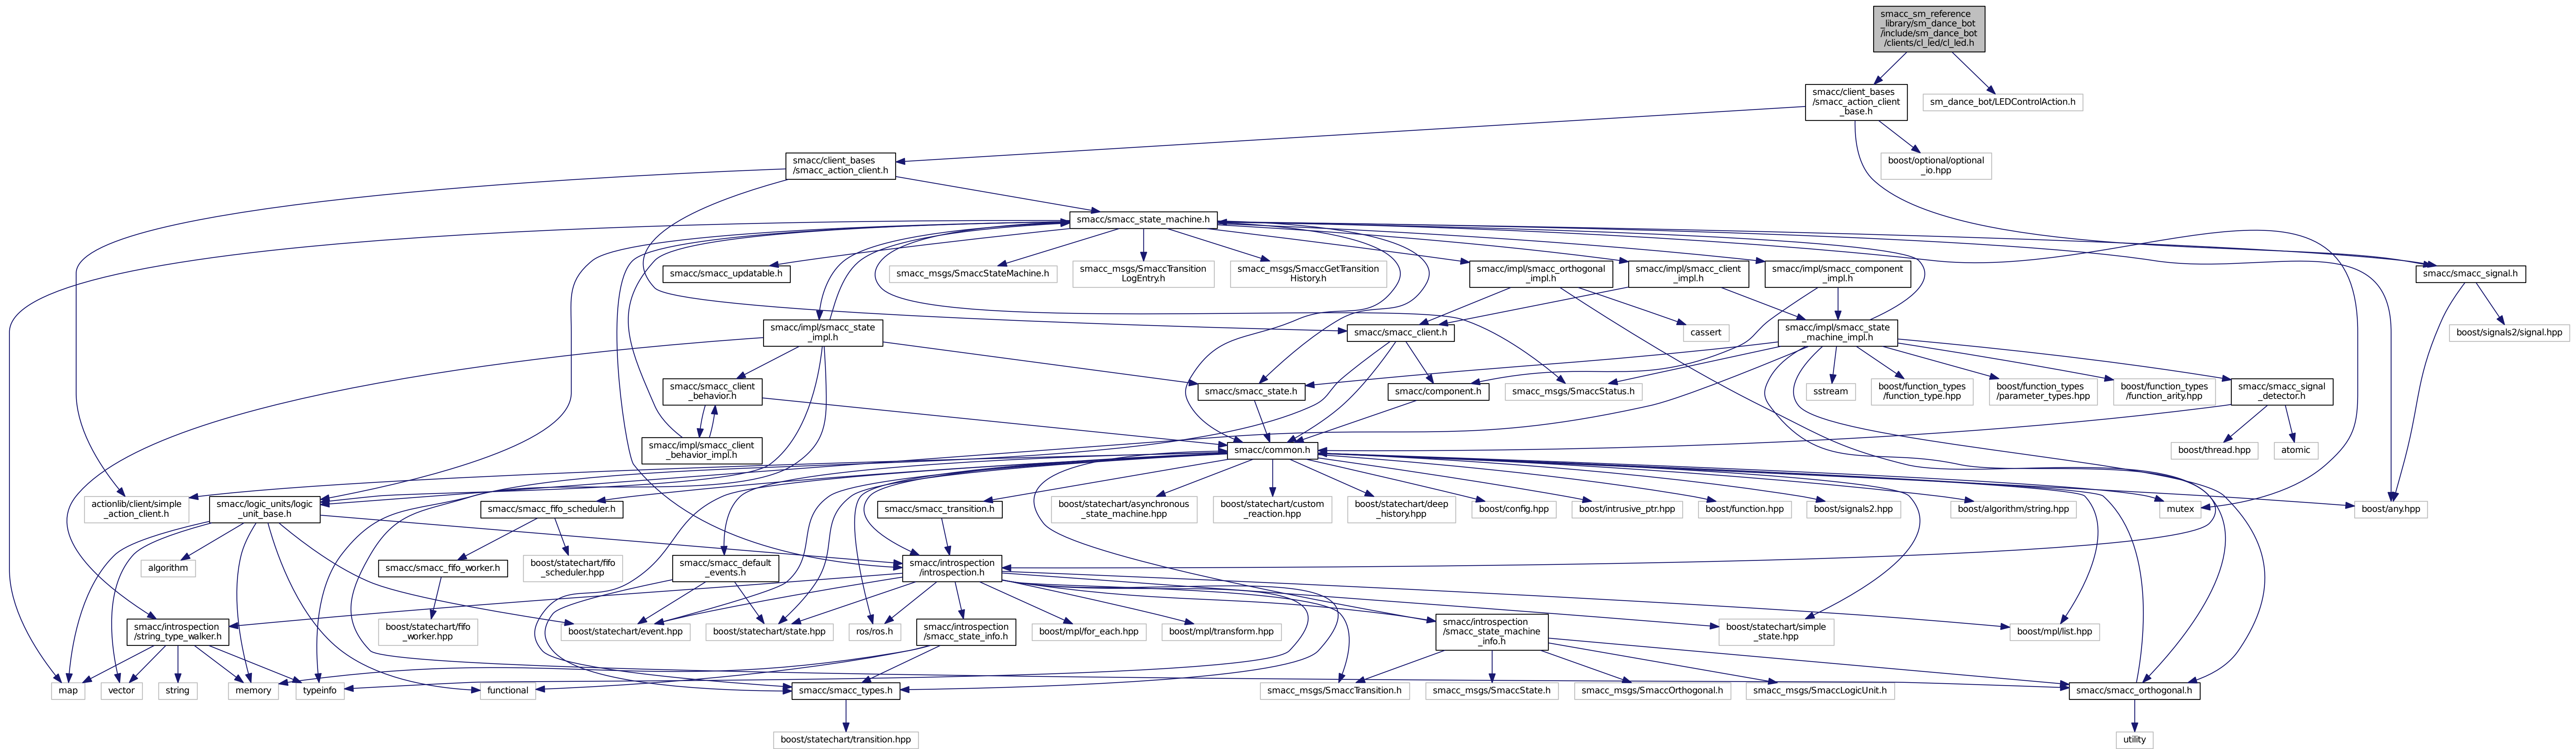 smacc_sm_reference
_library/sm_dance_bot
/include/sm_dance_bot
/clients/cl_led/cl_led.h
smacc/client_bases
/smacc_action_client
_base.h
sm_dance_bot/LEDControlAction.h
smacc/client_bases
/smacc_action_client.h
boost/optional/optional
_io.hpp
smacc/smacc_state_machine.h
smacc/smacc_updatable.h
smacc_msgs/SmaccStateMachine.h
smacc_msgs/SmaccTransition
LogEntry.h
smacc_msgs/SmaccGetTransition
History.h
smacc/impl/smacc_orthogonal
_impl.h
smacc/impl/smacc_client
_impl.h
smacc/impl/smacc_component
_impl.h
smacc/smacc_signal.h
smacc/impl/smacc_state
_impl.h
smacc/smacc_client.h
cassert
smacc/impl/smacc_state
_machine_impl.h
boost/signals2/signal.hpp
smacc/smacc_client
_behavior.h
smacc/smacc_state.h
smacc/component.h
smacc_msgs/SmaccStatus.h
sstream
boost/function_types
/function_type.hpp
boost/function_types
/parameter_types.hpp
boost/function_types
/function_arity.hpp
smacc/smacc_signal
_detector.h
smacc/impl/smacc_client
_behavior_impl.h
smacc/common.h
boost/thread.hpp
atomic
actionlib/client/simple
_action_client.h
smacc/logic_units/logic
_unit_base.h
smacc/smacc_fifo_scheduler.h
smacc/smacc_transition.h
boost/statechart/asynchronous
_state_machine.hpp
boost/statechart/custom
_reaction.hpp
boost/statechart/deep
_history.hpp
boost/config.hpp
boost/intrusive_ptr.hpp
boost/function.hpp
boost/signals2.hpp
boost/algorithm/string.hpp
mutex
boost/any.hpp
algorithm
smacc/smacc_fifo_worker.h
boost/statechart/fifo
_scheduler.hpp
smacc/smacc_default
_events.h
smacc/introspection
/introspection.h
smacc/introspection
/string_type_walker.h
boost/statechart/fifo
_worker.hpp
boost/statechart/event.hpp
boost/statechart/state.hpp
ros/ros.h
smacc/introspection
/smacc_state_info.h
boost/mpl/for_each.hpp
boost/mpl/transform.hpp
smacc/introspection
/smacc_state_machine
_info.h
boost/statechart/simple
_state.hpp
boost/mpl/list.hpp
map
vector
string
memory
typeinfo
functional
smacc/smacc_types.h
smacc_msgs/SmaccTransition.h
smacc_msgs/SmaccState.h
smacc_msgs/SmaccOrthogonal.h
smacc_msgs/SmaccLogicUnit.h
smacc/smacc_orthogonal.h
boost/statechart/transition.hpp
utility